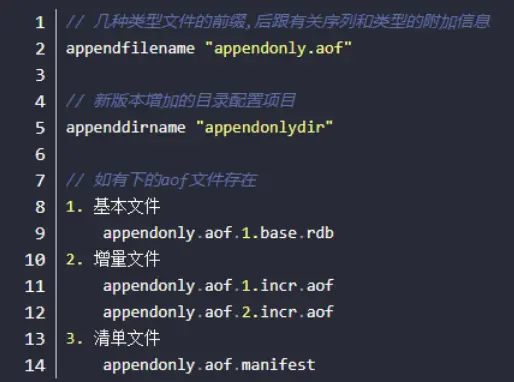 1 // 几种类型文件的前缀,后跟有关序列和类型的附加信息
2 appendfilename "appendonly.aof"
3
4 // 新版本增加的目录配置项目
5 appenddirname "appendonlydir"
6
7 // 如有下的aof文件存在
8 1. 基本文件
9 appendonly.aof.1.base.rdb
10 2. 增量文件
11 appendonly.aof.1.incr.aof
12 appendonly.aof.2.incr.aof
13 3. 清单文件
14 appendonly.aof.manifest